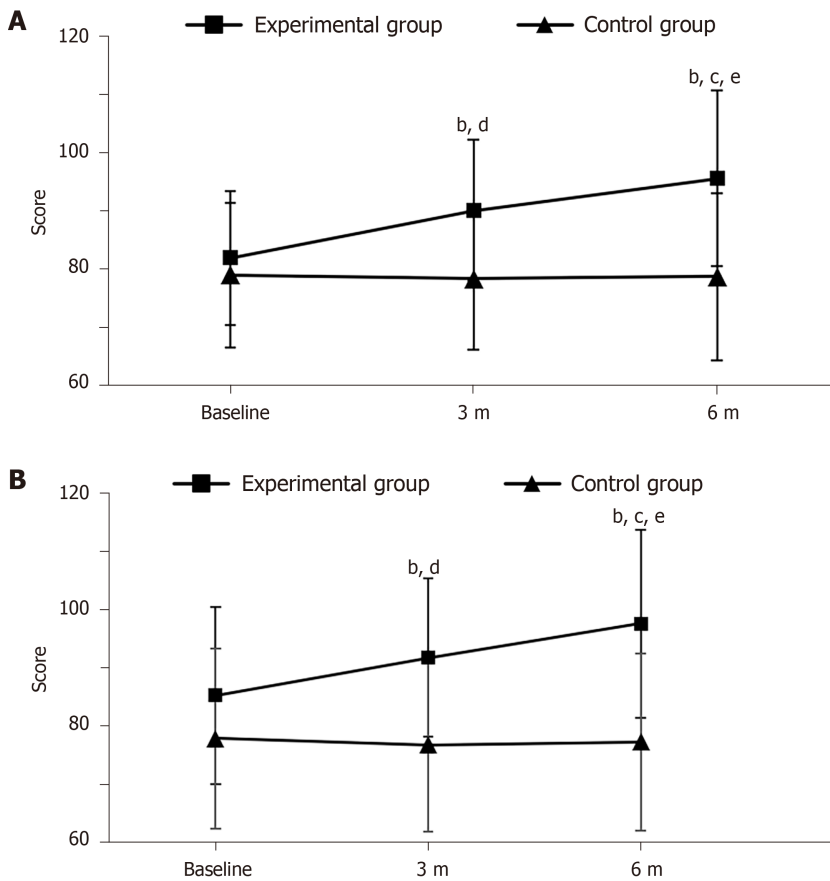 A
Experimental group
Control group
120
100
80
60
Score
b, d
b, c, e
Baseline
3 m
6 m
B
Experimental group
Control group
120
100
80
60
Score
b, d
b, c, e
Baseline
3 m
6 m